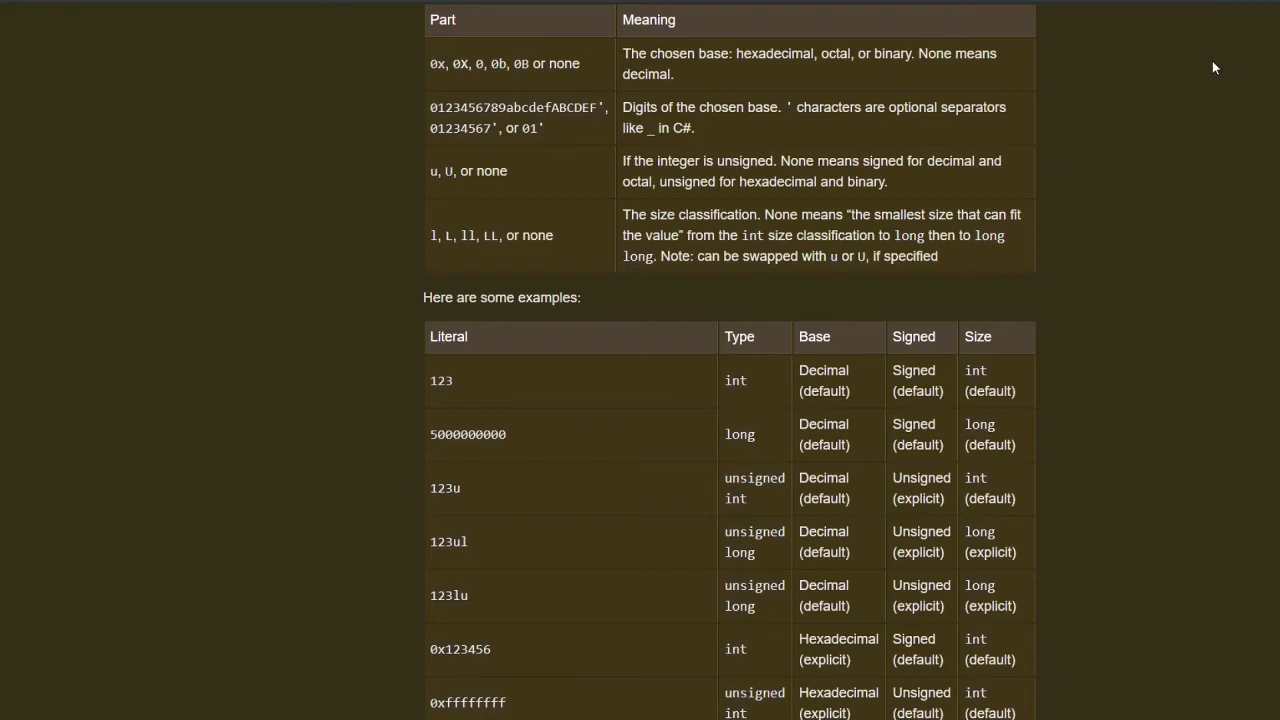 Part Meaning
0x, 0X, 0, 0b, 0B or none
The chosen base: hexadecimal, octal, or binary. None means
decimal.
0123456789abcdefABCDEF',
01234567', or 01'
Digits of the chosen base. ' characters are optional separators
like _ in C#.
u, U, or none
If the integer is unsigned. None means signed for decimal and
octal, unsigned for hexadecimal and binary.
l, L, ll, LL, or none
The size classification. None means “the smallest size that can fit
the value” from the int size classification to long then to long
long. Note: can be swapped with u or U, if specified
Here are some examples:
Literal Type Base Signed Size
123 int Decimal (default) Signed (default) int (default)
5000000000 long Decimal (default) Signed (default) long (default)
123u unsigned int Decimal (default) Unsigned (explicit) int (default)
123ul unsigned long Decimal (default) Unsigned (explicit) long (explicit)
123lu unsigned long Decimal (default) Unsigned (explicit) long (explicit)
0x123456 int Hexadecimal (explicit) Signed (default) int (default)
0xffffffff unsigned int Hexadecimal (explicit) Unsigned (default) int (default)